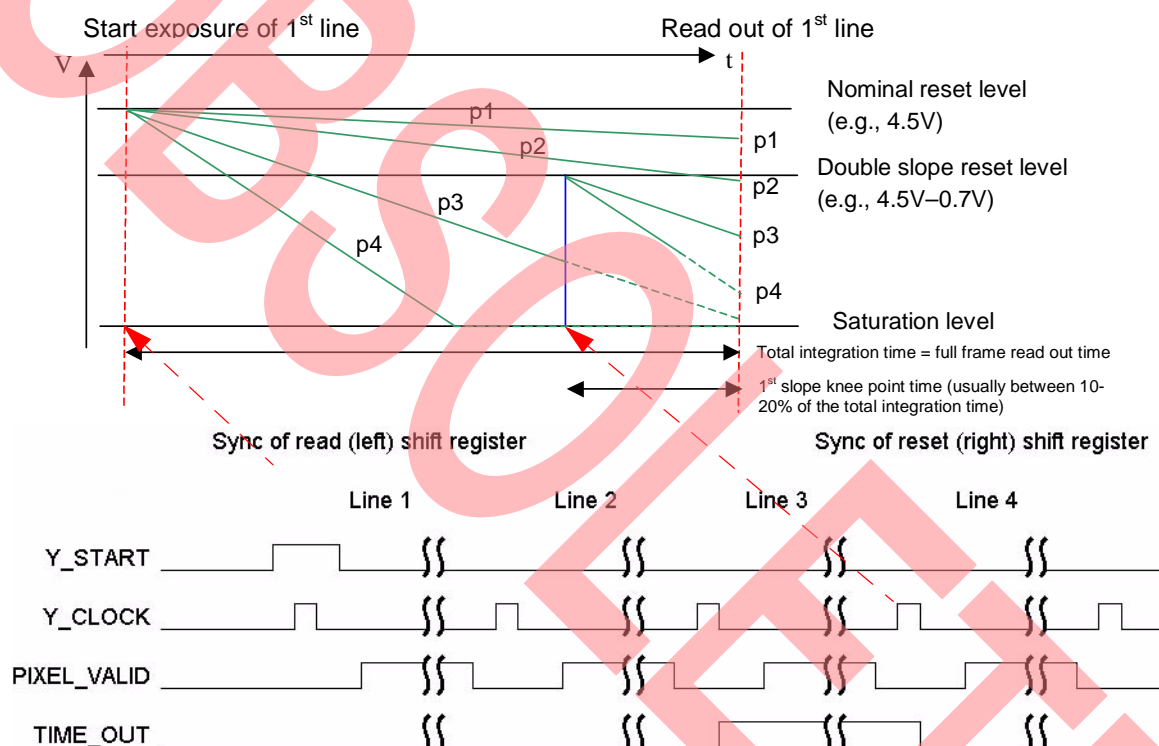 Start exposure of 1st line
Read out of 1st line
V
t
Nominal reset level
(e.g., 4.5V)
p1
p1
p2
Double slope reset level
(e.g., 4.5V–0.7V)
p2
p3
p3
p4
p4
Saturation level
Total integration time = full frame read out time
1st slope knee point time (usually between 10-
20% of the total integration time)
Sync of read (left) shift register
Sync of reset (right) shift register
Line 1
Line 2
Line 3
Line 4
Y_START
Y_CLOCK
PIXEL_VALID
TIME_OUT
OBSOLETE